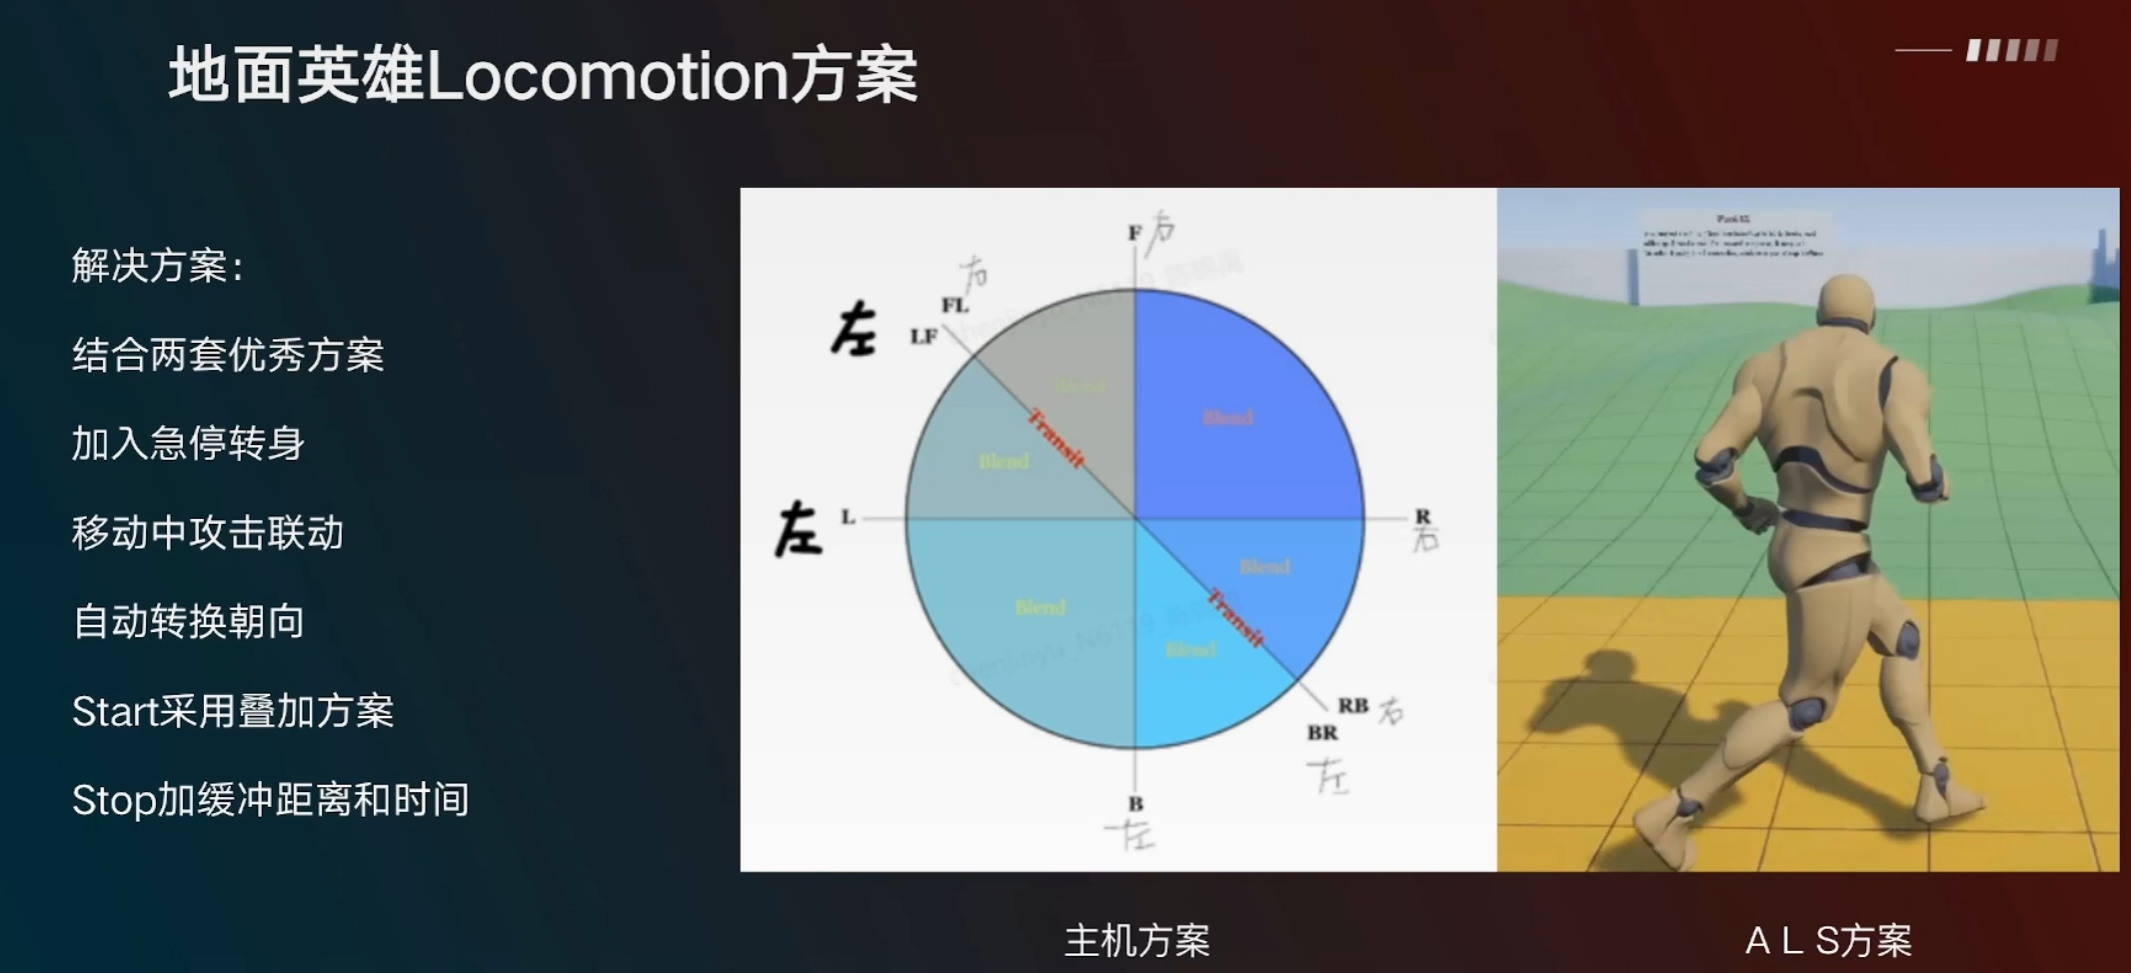 地面英雄Locomotion方案
解决方案:
结合两套优秀方案
加入急停转身
移动中攻击联动
自动转换朝向
Start采用叠加方案
Stop加缓冲距离和时间
F 右
右
FL
左 LF
Blend
Transit
Blend
Blend
左 L
R
右
Blend
Transit
Blend
Blend
RB 右
BR
左
B
左
主机方案
ALS方案